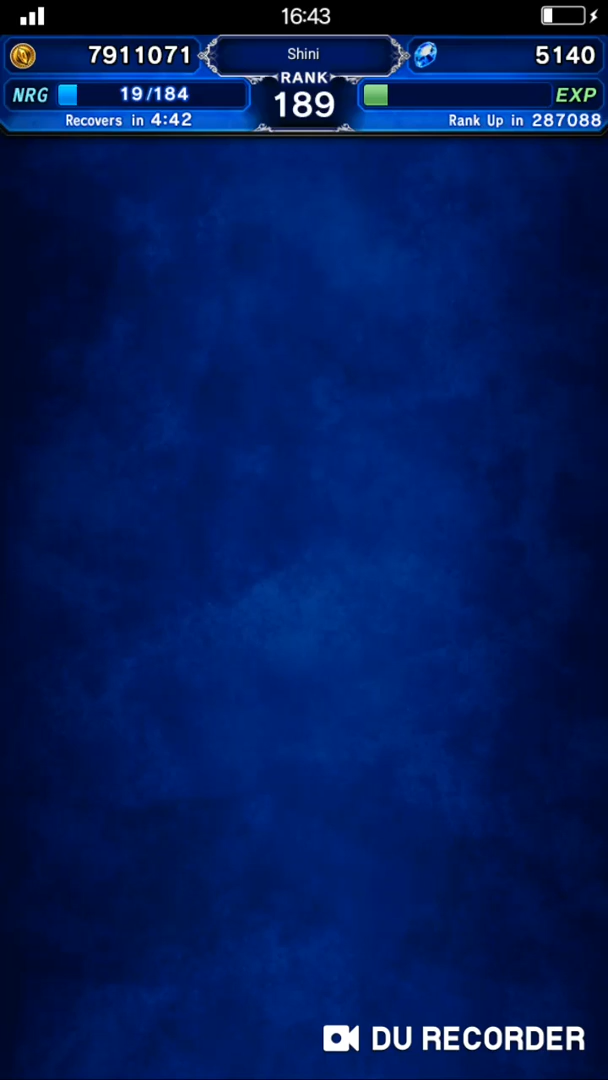 16:43
7911071
Shini
5140
RANK
189
NRG
19/184
EXP
Recovers in 4:42
Rank Up in 287088
DU RECORDER